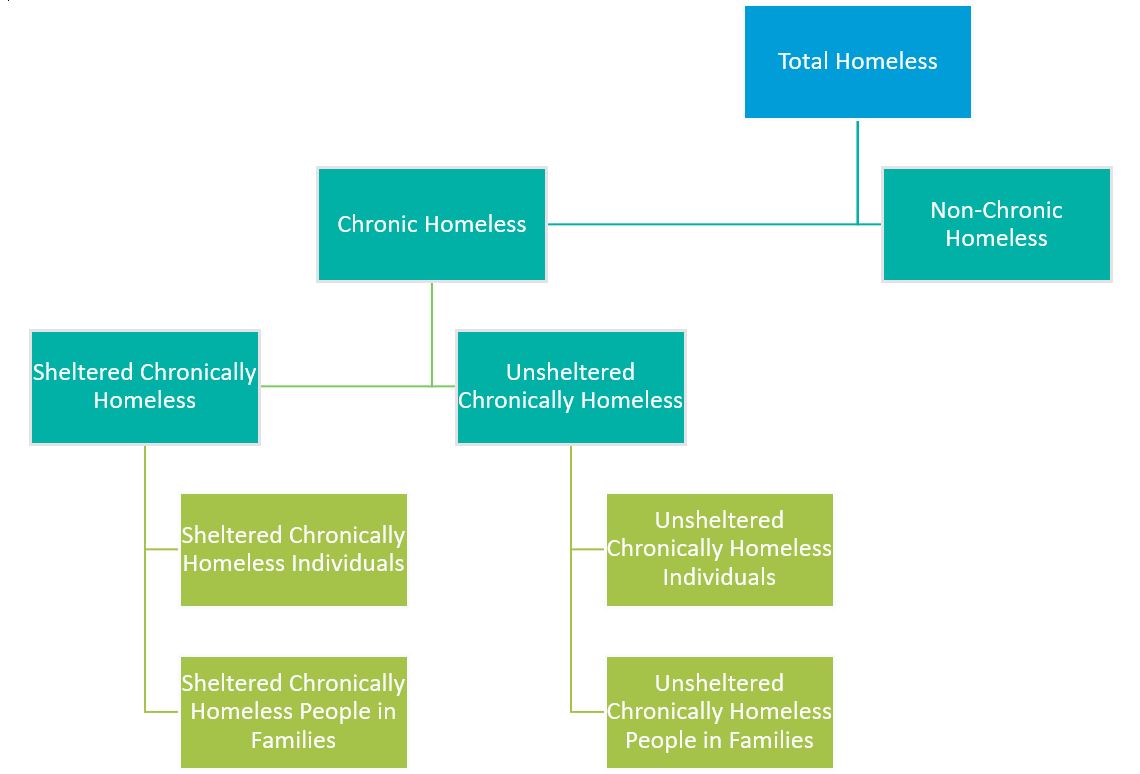 Total Homeless
Chronic Homeless
Non-Chronic
Homeless
Sheltered Chronically
Homeless
Unsheltered
Chronically Homeless
Sheltered Chronically
Homeless Individuals
Unsheltered
Chronically Homeless
Individuals
Sheltered Chronically
Homeless People in
Families
Unsheltered
Chronically Homeless
People in Families